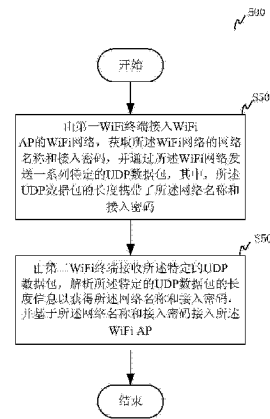 S00
开始
S50
由第一WiFi终端接入WiFi
AP的WiFi网络，获取所述WiFi网络的网络
名称和接入密码，并通过所述WiFi网络发
送一系列特定的UDP数据包，其中，所述
UDP数据包的长度携带了所述网络名称和
接入密码
S50
由第二WiFi终端接收所述特定的UDP
数据包，解析所述特定的UDP数据包的长
度信息以获得所述网络名称和接入密码，
并基于所述网络名称和接入密码接入所述
WiFi AP
结束